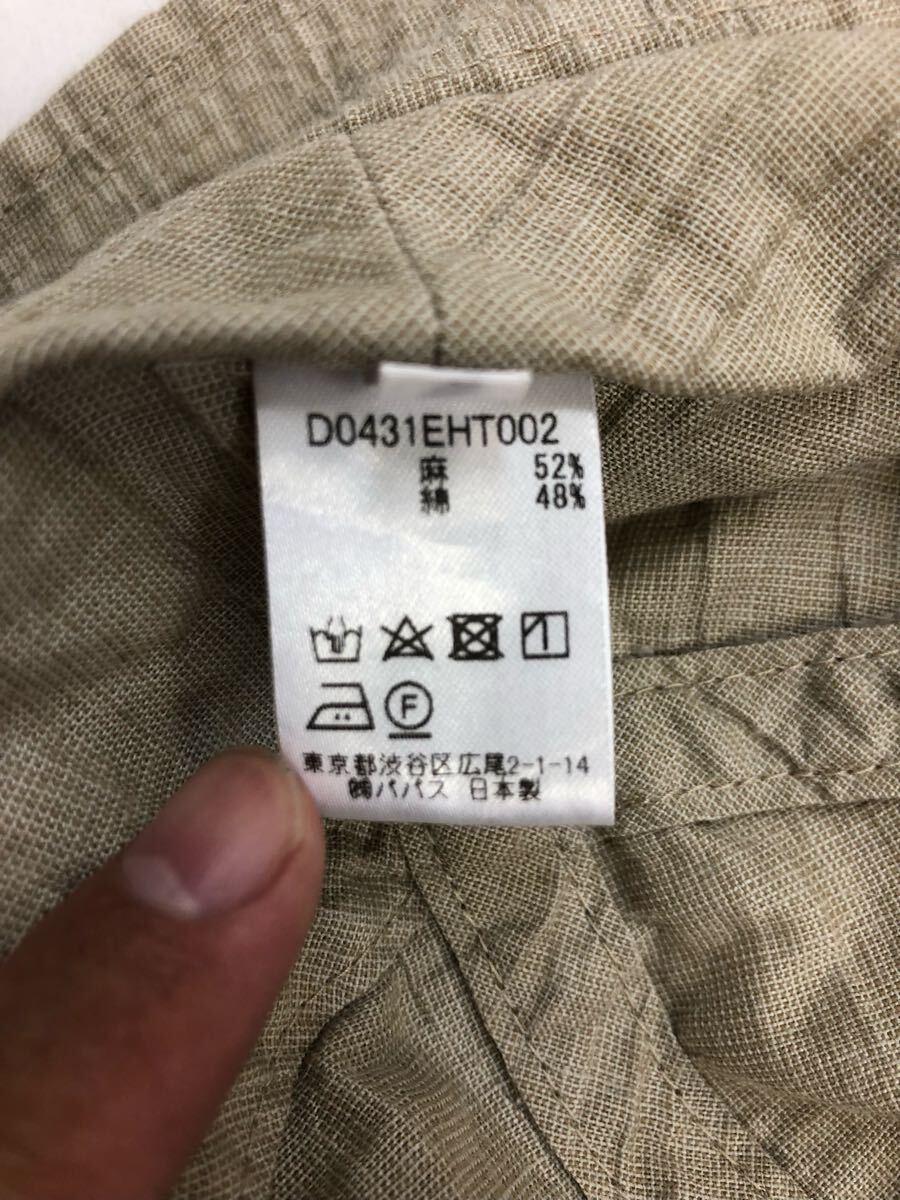 D0431EHT002
麻 52%
綿 48%
F
東京都渋谷区広尾2-1-14
㈱パパス 日本製